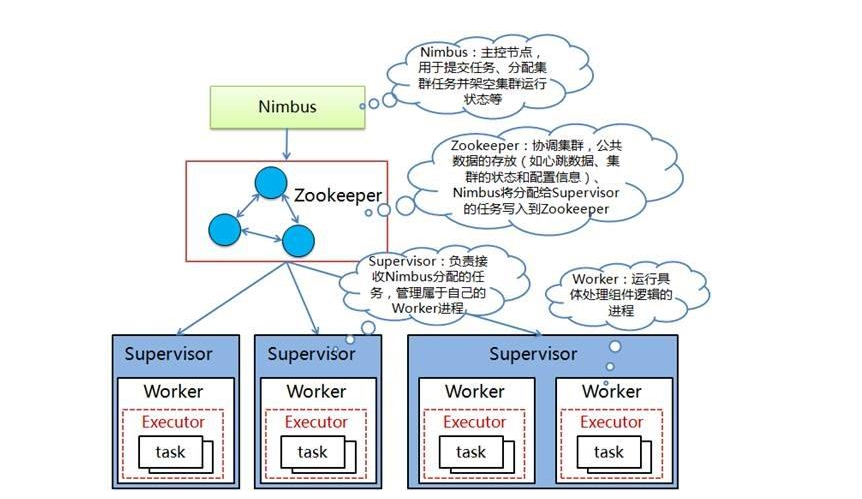 Nimbus：主控节点，
用于提交任务、分配集
群任务并架空集群运行
状态等
Nimbus
Zookeeper：协调集群，公共
数据的存放（如心跳数据、集
群的状态和配置信息）、
Nimbus将分配给Supervisor
的任务写入到Zookeeper
Zookeeper
Supervisor：负责接
收Nimbus分配的任
务，管理属于自己的
Worker进程
Worker：运行具
体处理组件逻辑的
进程
Supervisor
Worker
Executor
task
Supervisor
Worker
Executor
task
Supervisor
Worker
Executor
task
Worker
Executor
task